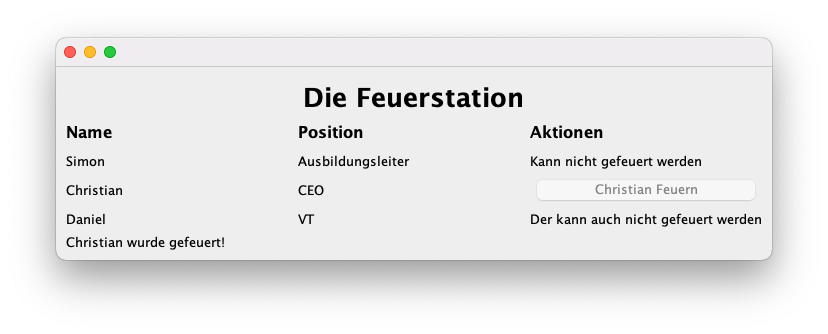 Die Feuerstation
Name Position Aktionen
Simon Ausbildungsleiter Kann nicht gefeuert werden
Christian CEO Christian Feuern
Daniel VT Der kann auch nicht gefeuert werden
Christian wurde gefeuert!